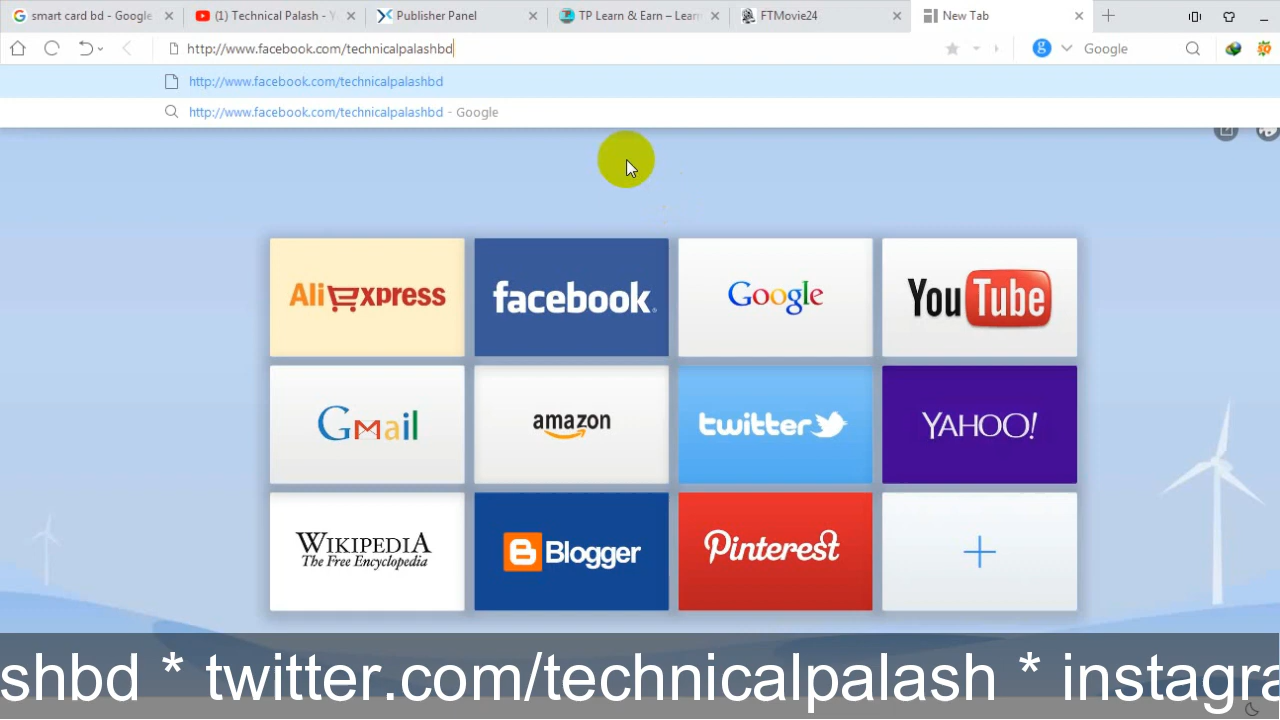 smart card bd - Google
(1) Technical Palash - Y
Publisher Panel
TP Learn & Earn – Learn
FTMovie24
New Tab
http://www.facebook.com/technicalpalashbd
g
Google
http://www.facebook.com/technicalpalashbd
http://www.facebook.com/technicalpalashbd - Google
AliExpress
facebook
Google
YouTube
Gmail
amazon
twitter
YAHOO!
WIKIPEDIA
The Free Encyclopedia
Blogger
Pinterest
shbd * twitter.com/technicalpalash * instagra